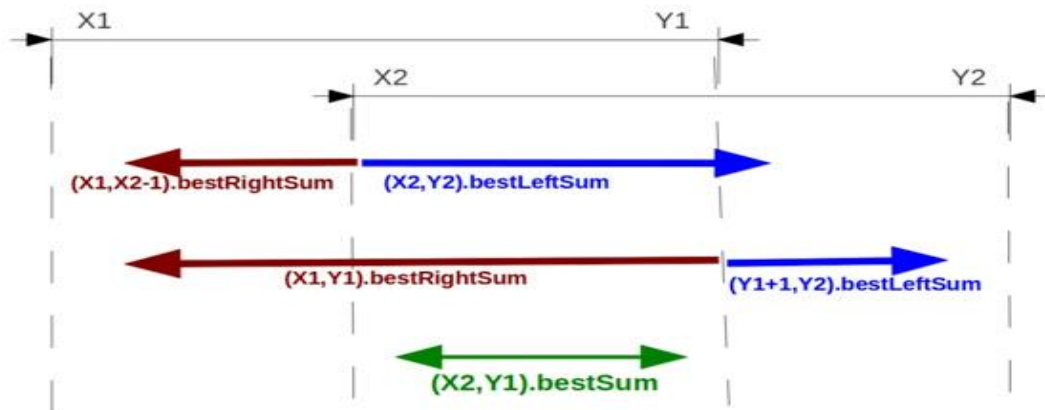 X1 Y1
X2 Y2
(X1,X2-1).bestRightSum (X2,Y2).bestLeftSum
(X1,Y1).bestRightSum (Y1+1,Y2).bestLeftSum
(X2,Y1).bestSum